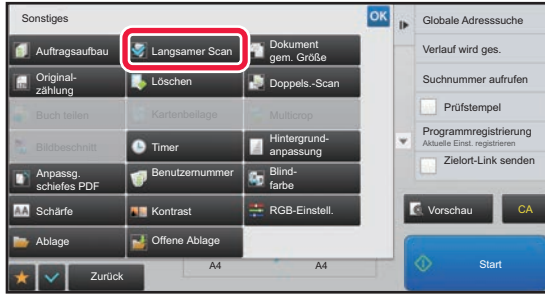 Sonstiges
OK
Auftragsaufbau
Langsamer Scan
Dokument
gem. Größe
Original-
zählung
Löschen
Doppels.-Scan
Buch teilen
Kartenbeilage
Multicrop
Bildbeschnitt
Timer
Hintergrund-
anpassung
Anpassg.
schiefes PDF
Benutzernummer
Blind-
farbe
Schärfe
Kontrast
RGB-Einstell.
Ablage
Offene Ablage
Zurück
A4
A4
Globale Adresssuche
Verlauf wird ges.
Suchnummer aufrufen
Prüfstempel
Programmregistrierung
Aktuelle Einst. registrieren
Zielort-Link senden
Vorschau
CA
Start